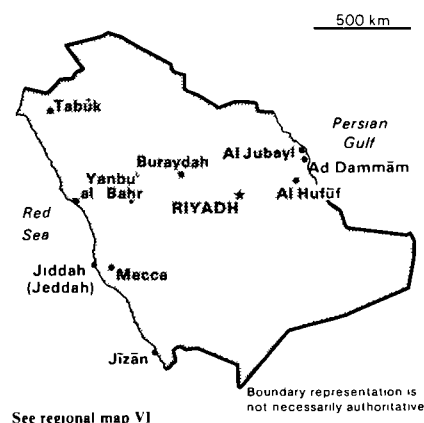 500 km
Tabūk
Persian
Gulf
Al Jubayl
Ad Dammām
Buraydah
Yanbu'
al Bahr
Al Hufūf
RIYADH
Red
Sea
Jiddah
(Jeddah)
Mecca
Jīzān
Boundary representation is
not necessarily authoritative
See regional map VI